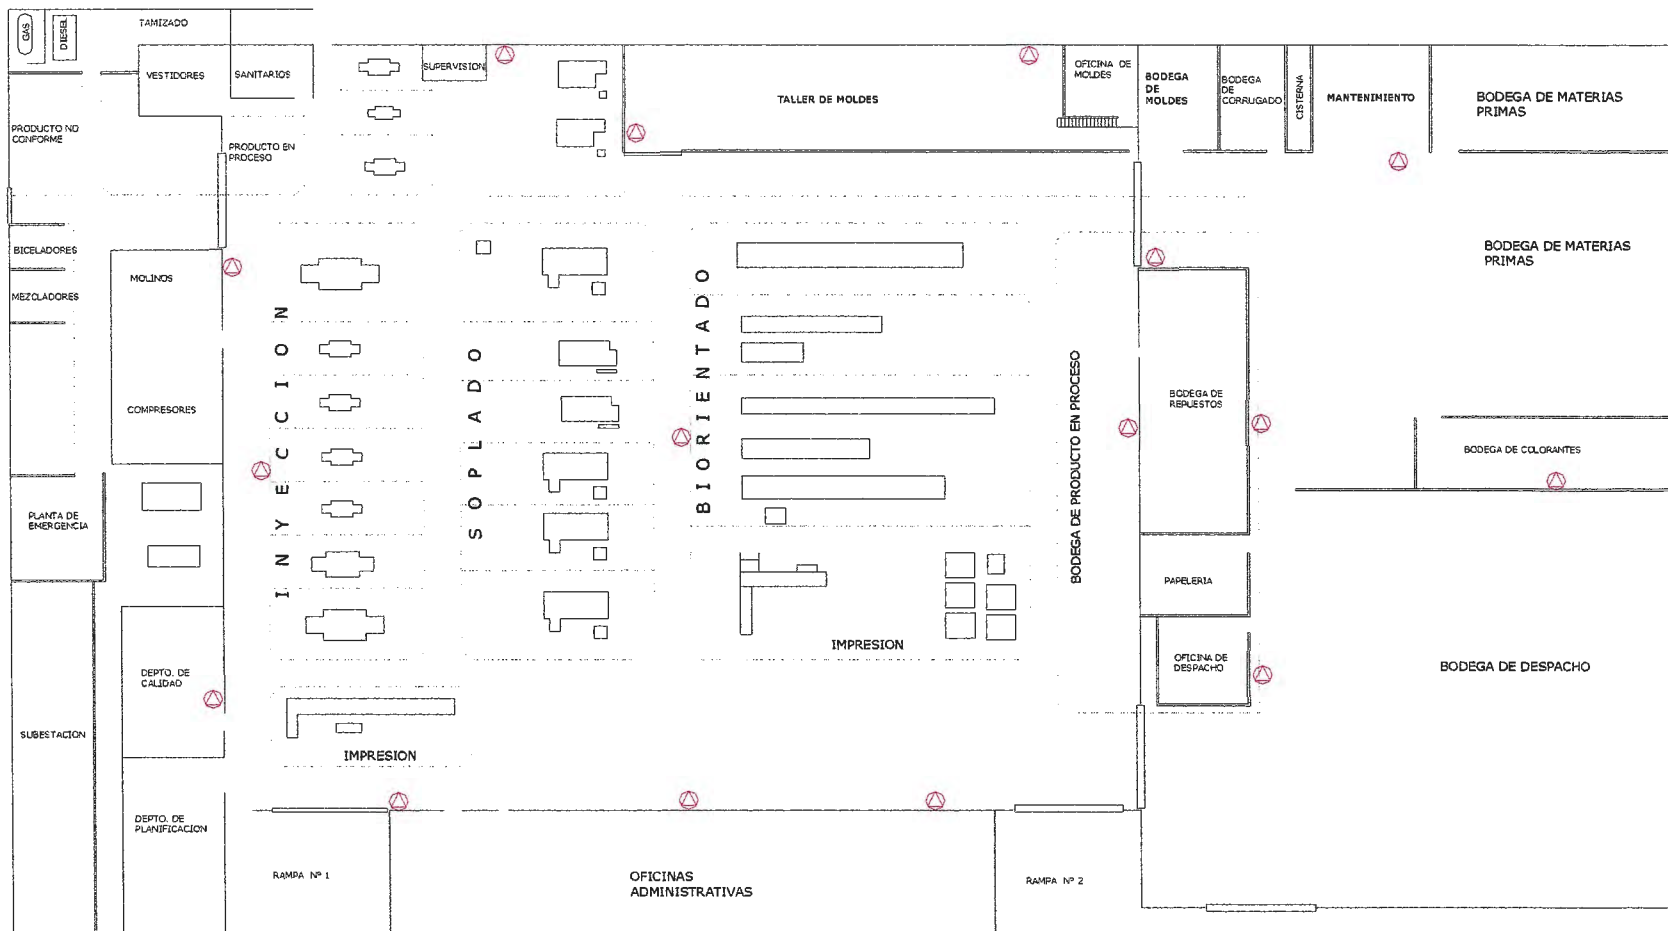 GAS
DIESEL
TAMIZADO
VESTIDORES
SANITARIOS
SUPERVISION
TALLER DE MOLDES
OFICINA DE
MOLDES
BODEGA
DE
MOLDES
BODEGA
DE
CORRUGADO
CISTERNA
MANTENIMIENTO
BODEGA DE MATERIAS
PRIMAS
PRODUCTO NO
CONFORME
PRODUCTO EN
PROCESO
BICELADORES
MEZCLADORES
MOLINOS
COMPRESORES
INYECCION
SOPLADO
BIORIENTADO
BODEGA DE PRODUCTO EN PROCESO
BODEGA DE
REPUESTOS
BODEGA DE MATERIAS
PRIMAS
BODEGA DE COLORANTES
PLANTA DE
EMERGENCIA
PAPELERIA
IMPRESION
OFICINA DE
DESPACHO
BODEGA DE DESPACHO
DEPTO. DE
CALIDAD
SUBESTACION
IMPRESION
DEPTO. DE
PLANIFICACION
RAMPA Nº 1
OFICINAS
ADMINISTRATIVAS
RAMPA Nº 2